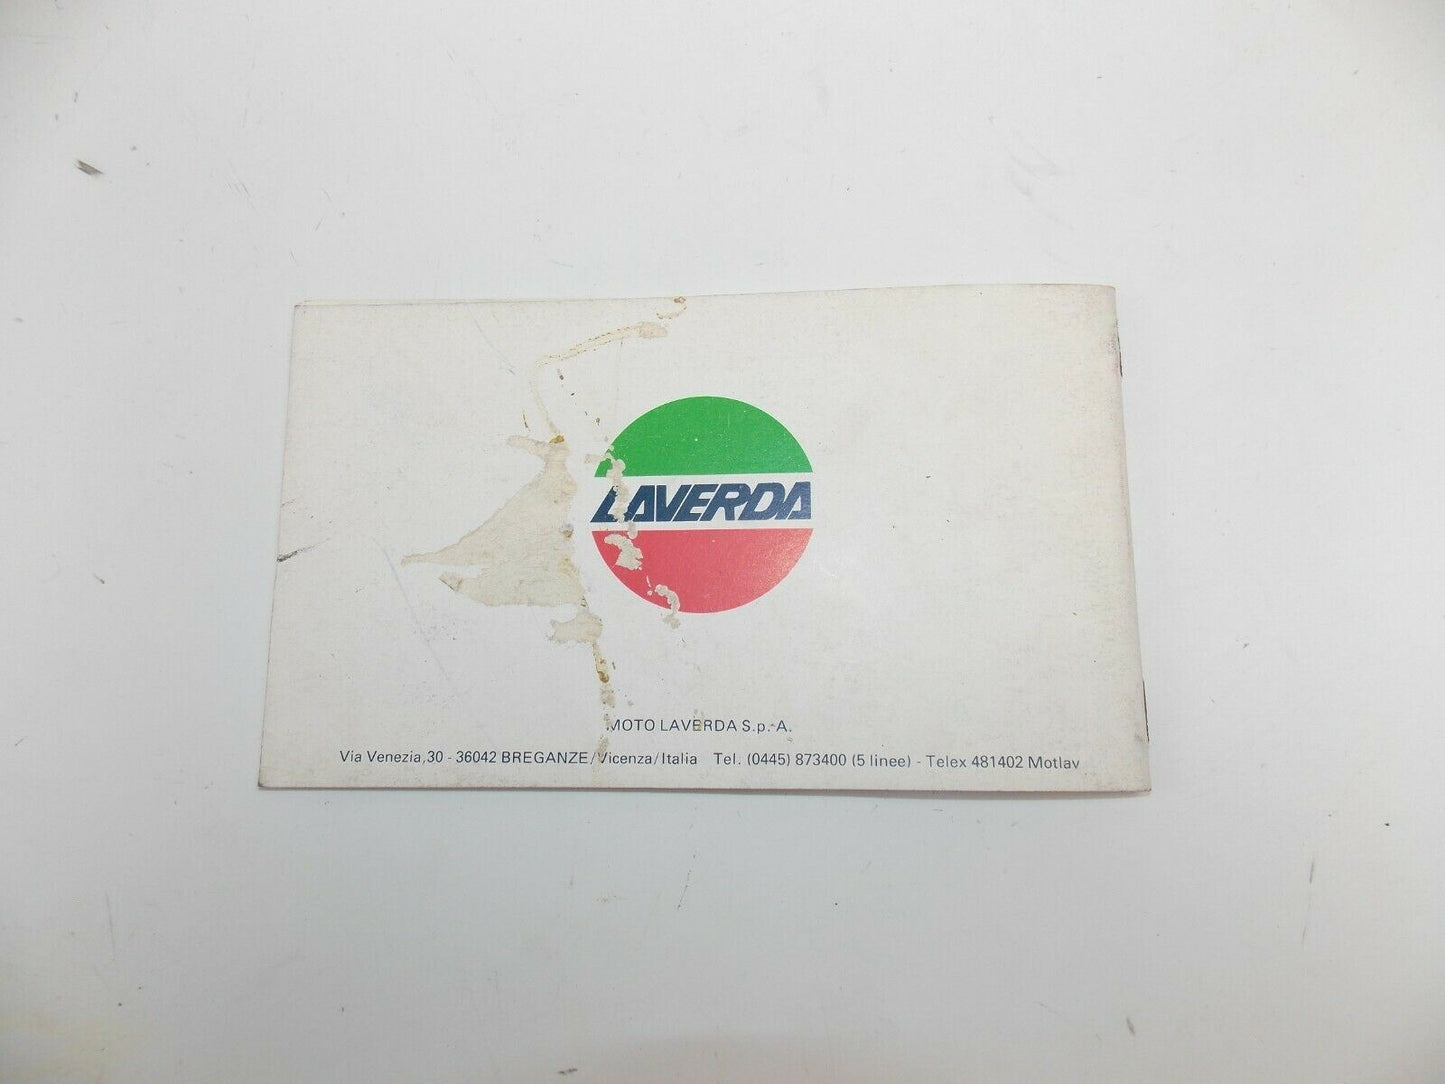 LAVERDA
MOTO LAVERDA S.p.A.
Via Venezia,30 - 36042 BREGANZE/Vicenza/Italia Tel. (0445) 873400 (5 linee) - Telex 481402 Motlav